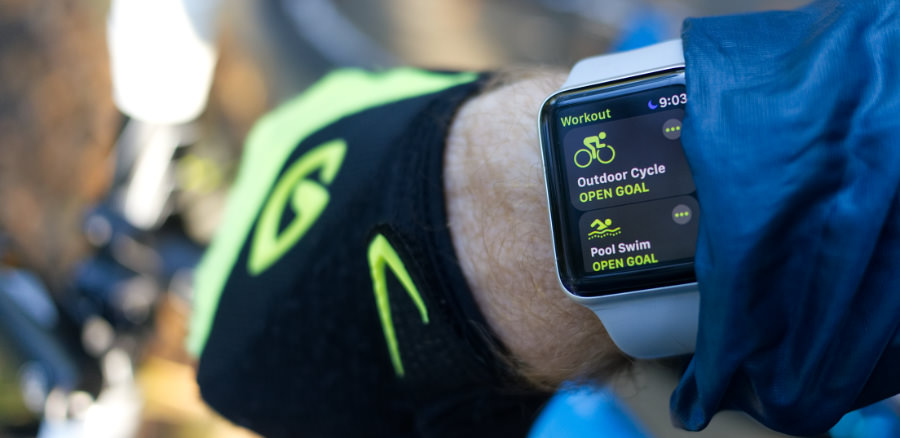 Workout 9:03
Outdoor Cycle
OPEN GOAL
Pool Swim
OPEN GOAL